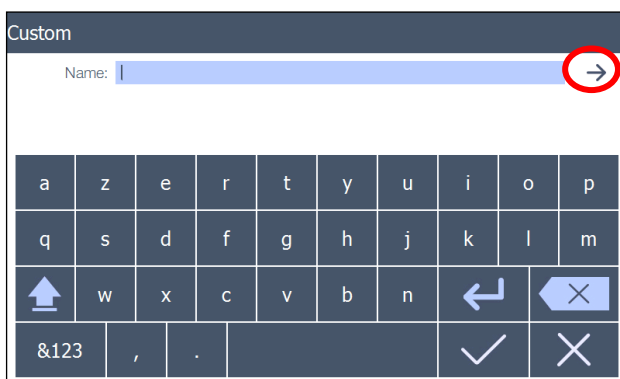 Custom
Name:
a z e r t y u i o p
q s d f g h j k l m
w x c v b n
&123 , .